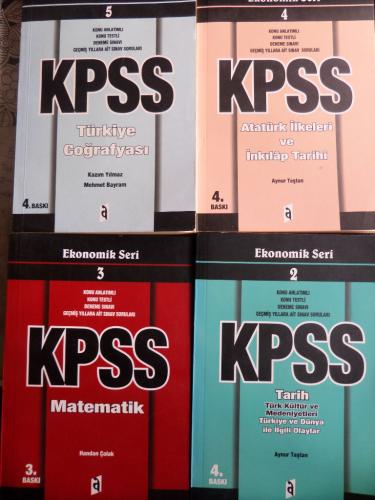 5
KONU ANLATIMLI
KONU TESTLİ
DENEME SINAVI
GEÇMİŞ YILLARA AİT SINAV SORULARI
KPSS
Türkiye
Coğrafyası
Kazım Yılmaz
Mehmet Bayram
4. BASKI
a
Ekonomik Seri
4
KONU ANLATIMLI
KONU TESTLİ
DENEME SINAVI
GEÇMİŞ YILLARA AİT SINAV SORULARI
KPSS
Atatürk İlkeleri
ve
İnkılap Tarihi
Aynur Taştan
4. BASKI
a
Ekonomik Seri
3
KONU ANLATIMLI
KONU TESTLİ
DENEME SINAVI
GEÇMİŞ YILLARA AİT SINAV SORULARI
KPSS
Matematik
Handan Çolak
3. BASKI
a
Ekonomik Seri
2
KONU ANLATIMLI
KONU TESTLİ
DENEME SINAVI
GEÇMİŞ YILLARA AİT SINAV SORULARI
KPSS
Tarih
Türk Kültür ve
Medeniyetleri
Türkiye ve Dünya
ile İlgili Olaylar
Aynur Taştan
4. BASKI
a